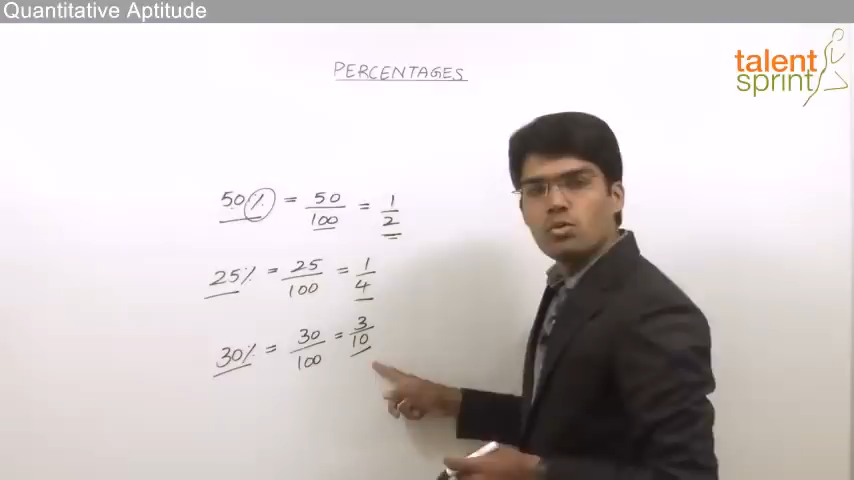 Quantitative Aptitude
PERCENTAGES
talent
sprint
50% = 50/100 = 1/2
25% = 25/100 = 1/4
30% = 30/100 = 3/10